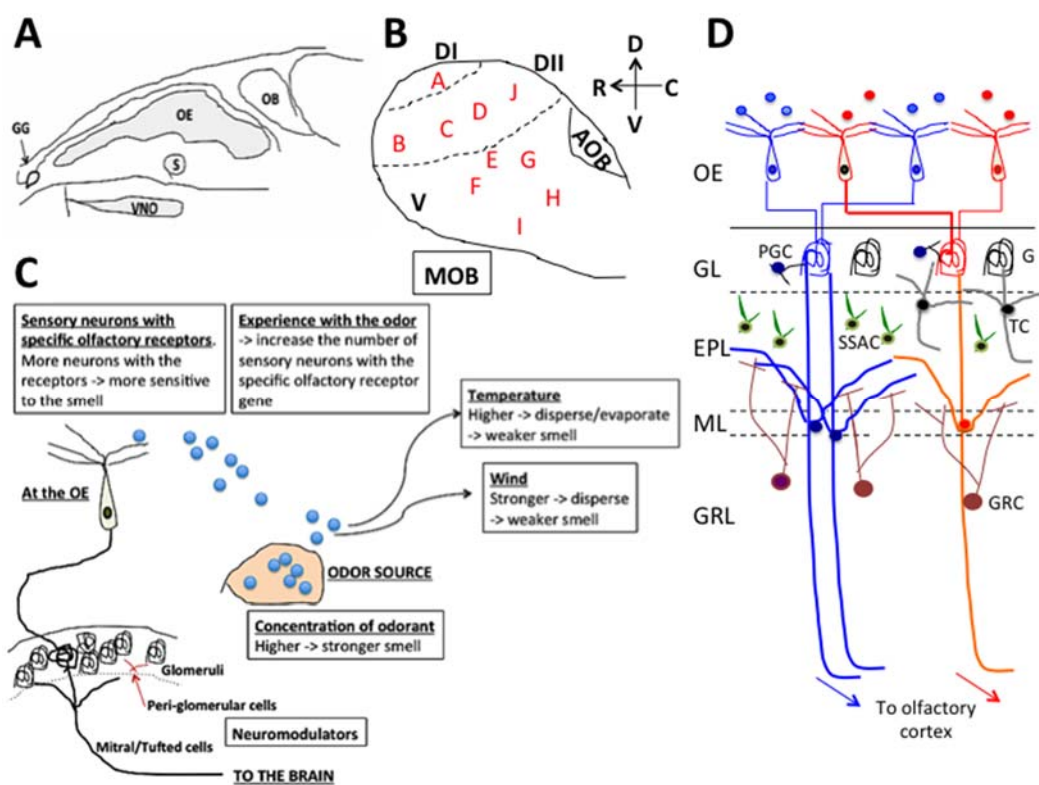 A
GG
OE
OB
S
VNO
B
DI
DII
D
R
C
V
A
J
B
C
D
E
G
F
H
I
V
AOB
MOB
C
Sensory neurons with
specific olfactory receptors.
More neurons with the
receptors -> more sensitive
to the smell
Experience with the odor
-> increase the number of
sensory neurons with the
specific olfactory receptor
gene
Temperature
Higher -> disperse/evaporate
-> weaker smell
Wind
Stronger -> disperse
-> weaker smell
At the OE
ODOR SOURCE
Concentration of odorant
Higher -> stronger smell
Glomeruli
Peri-glomerular cells
Neuromodulators
Mitral/Tufted cells
TO THE BRAIN
D
OE
PGC
G
GL
TC
SSAC
EPL
ML
GRL
GRC
To olfactory
cortex